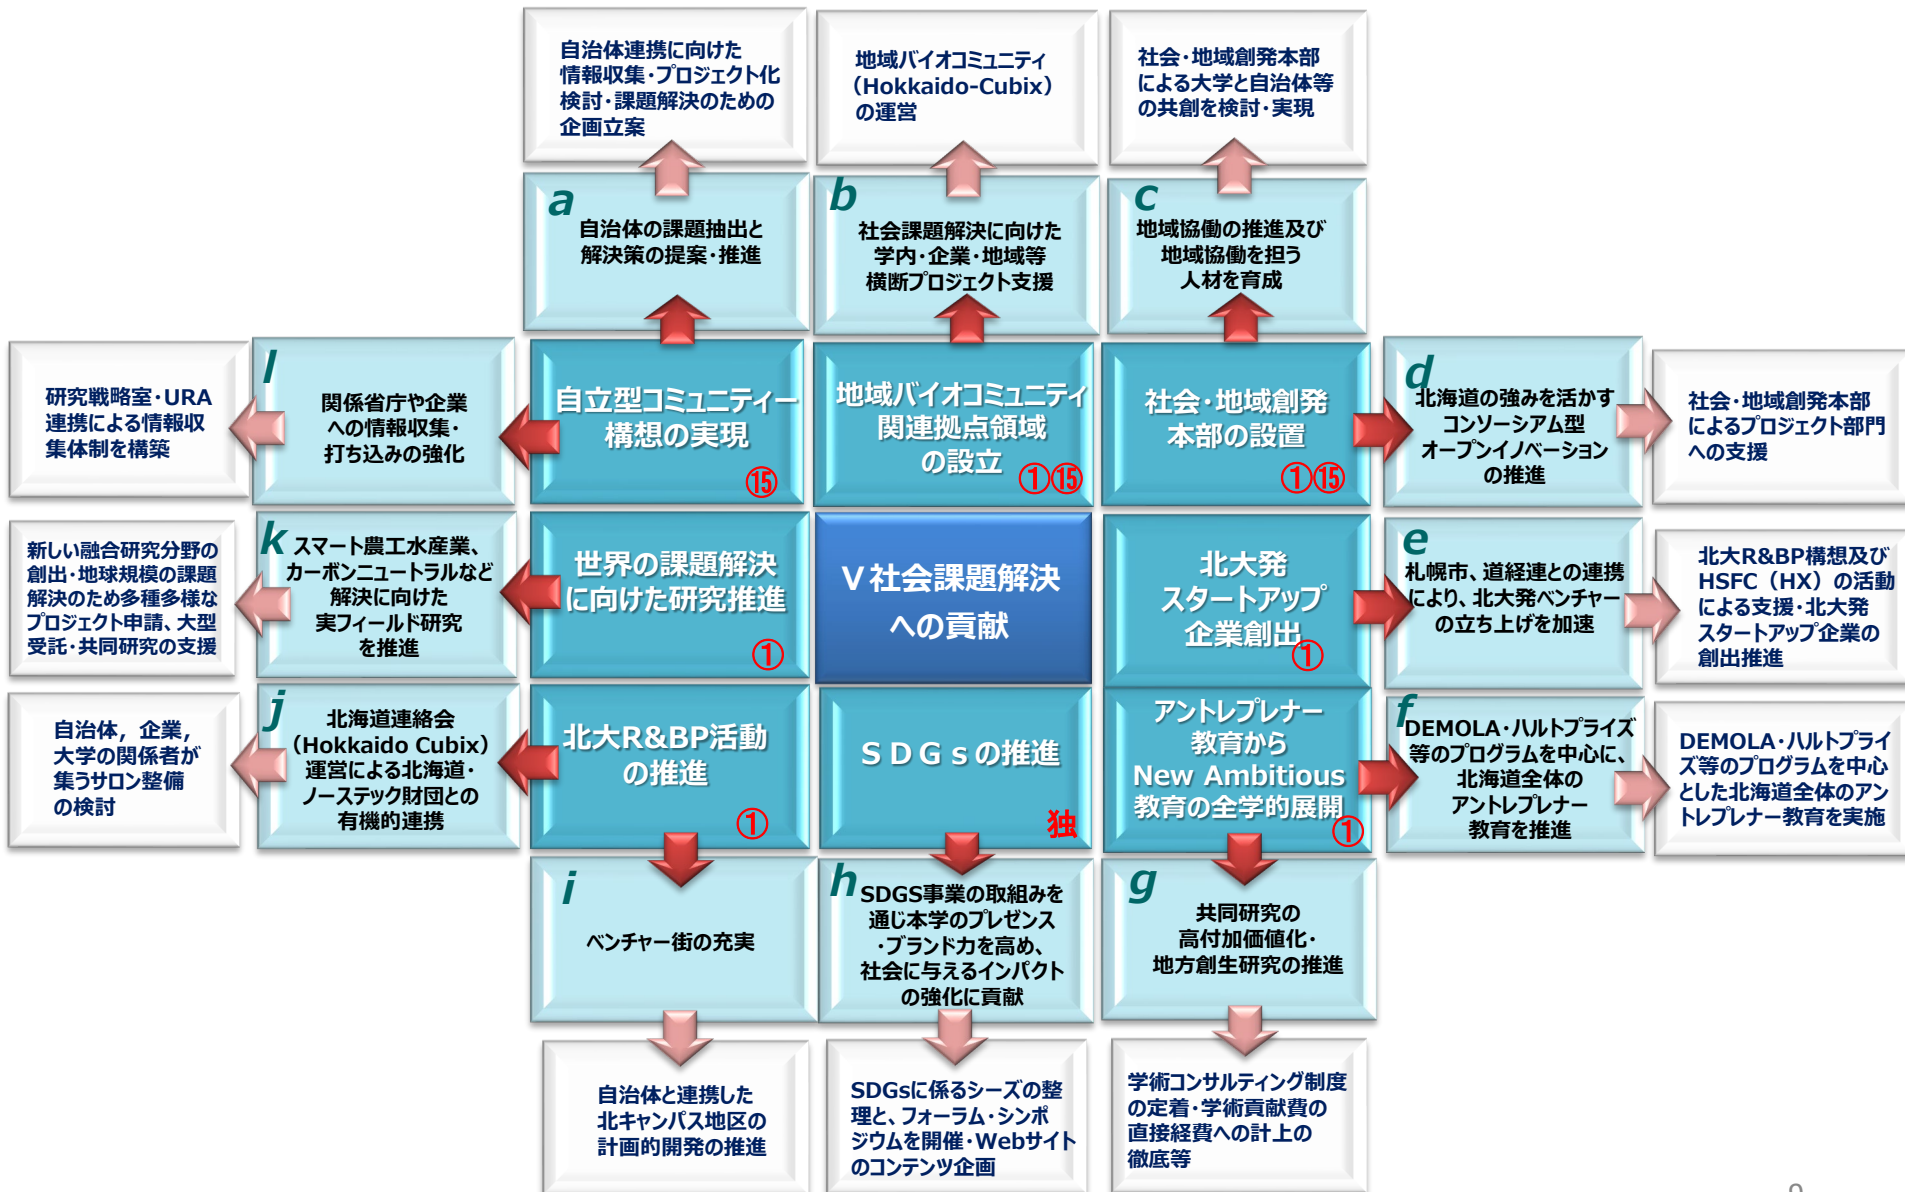 自治体連携に向けた
情報収集・プロジェクト化
検討・課題解決のための
企画立案
地域バイオコミュニティ
（Hokkaido-Cubix）
の運営
社会・地域創発本部
による大学と自治体等
の共創を検討・実現
a
自治体の課題抽出と
解決策の提案・推進
b
社会課題解決に向けた
学内・企業・地域等
横断プロジェクト支援
c
地域協働の推進及び
地域協働を担う
人材を育成
研究戦略室・URA
連携による情報収
集体制を構築
l
関係省庁や企業
への情報収集・
打ち込みの強化
自立型コミュニティー
構想の実現
⑮
地域バイオコミュニティ
関連拠点領域
の設立
①⑮
社会・地域創発
本部の設置
①⑮
d
北海道の強みを活かす
コンソーシアム型
オープンイノベーション
の推進
社会・地域創発本部
によるプロジェクト部門
への支援
新しい融合研究分野の
創出・地球規模の課題
解決のため多種多様な
プロジェクト申請、大型
受託・共同研究の支援
k
スマート農工水産業、
カーボンニュートラルなど
解決に向けた
実フィールド研究
を推進
世界の課題解決
に向けた研究推進
①
Ⅴ社会課題解決
への貢献
北大発
スタートアップ
企業創出
①
e
札幌市、道経連との連携
により、北大発ベンチャー
の立ち上げを加速
北大R&BP構想及び
HSFC（HX）の活動
による支援・北大発
スタートアップ企業の
創出推進
自治体，企業，
大学の関係者が
集うサロン整備
の検討
j
北海道連絡会
（Hokkaido Cubix）
運営による北海道・
ノーステック財団との
有機的連携
北大R&BP活動
の推進
①
ＳＤＧｓの推進
独
アントレプレナー
教育から
New Ambitious
教育の全学的展開
①
f
DEMOLA・ハルトプライズ
等のプログラムを中心に、
北海道全体の
アントレプレナー
教育を推進
DEMOLA・ハルトプライ
ズ等のプログラムを中心
とした北海道全体のアン
トレプレナー教育を実施
i
ベンチャー街の充実
h
SDGS事業の取組みを
通じ本学のプレゼンス
・ブランド力を高め、
社会に与えるインパクト
の強化に貢献
g
共同研究の
高付加価値化・
地方創生研究の推進
自治体と連携した
北キャンパス地区の
計画的開発の推進
SDGsに係るシーズの整
理と、フォーラム・シンポ
ジウムを開催・Webサイト
のコンテンツ企画
学術コンサルティング制度
の定着・学術貢献費の
直接経費への計上の
徹底等